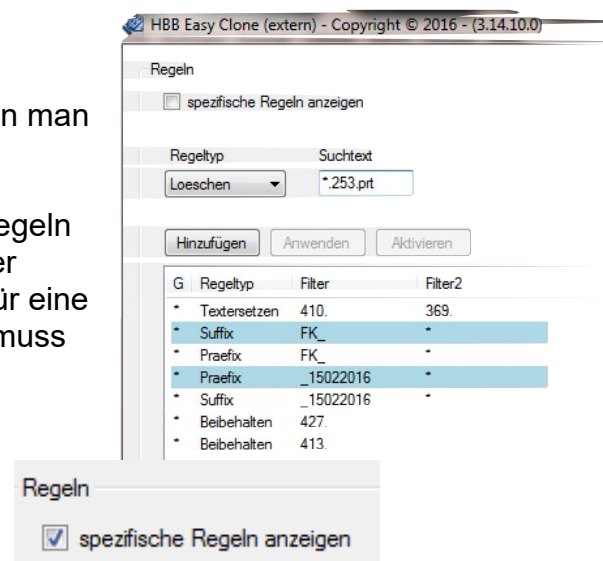 HBB Easy Clone (extern) - Copyright © 2016 - (3.14.10.0)
n man
egeln
er
ür eine
muss
Regeln
spezifische Regeln anzeigen
Regeltyp Suchtext
Loeschen *.253.prt
Hinzufügen Anwenden Aktivieren
G Regeltyp Filter Filter2
* Textersetzen 410. 369.
* Suffix FK_ *
* Praefix FK_ *
* Praefix _15022016 *
* Suffix _15022016 *
* Beibehalten 427.
* Beibehalten 413.
Regeln
spezifische Regeln anzeigen